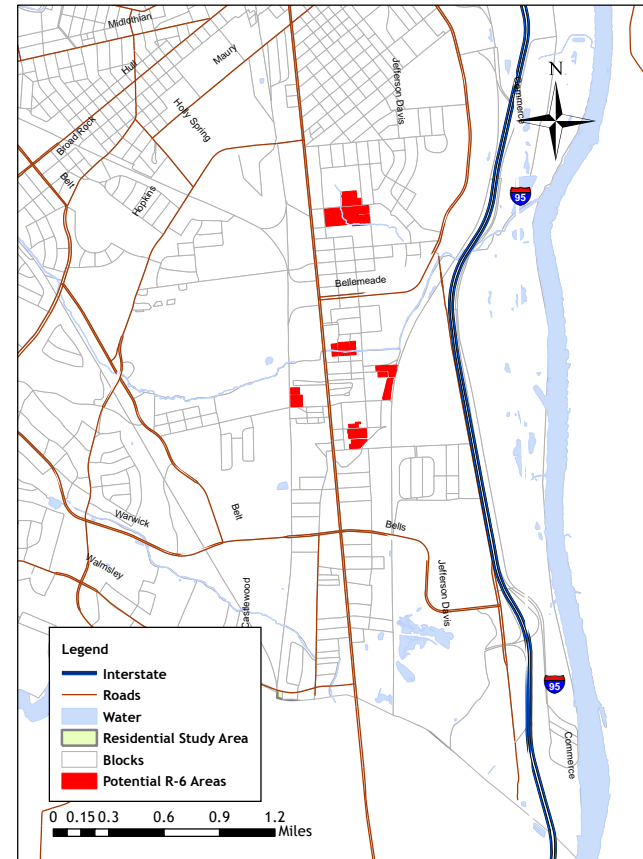 Midlothian
Hull
Maury
Jefferson Davis
Commerce
N
Holly Spring
Broad Rock
Belt
Hopkins
95
Bellemeade
Belt
Warwick
Bells
Walmsley
Jefferson Davis
Castlewood
95
Commerce
Legend
Interstate
Roads
Water
Residential Study Area
Blocks
Potential R-6 Areas
0 0.15 0.3 0.6 0.9 1.2
Miles